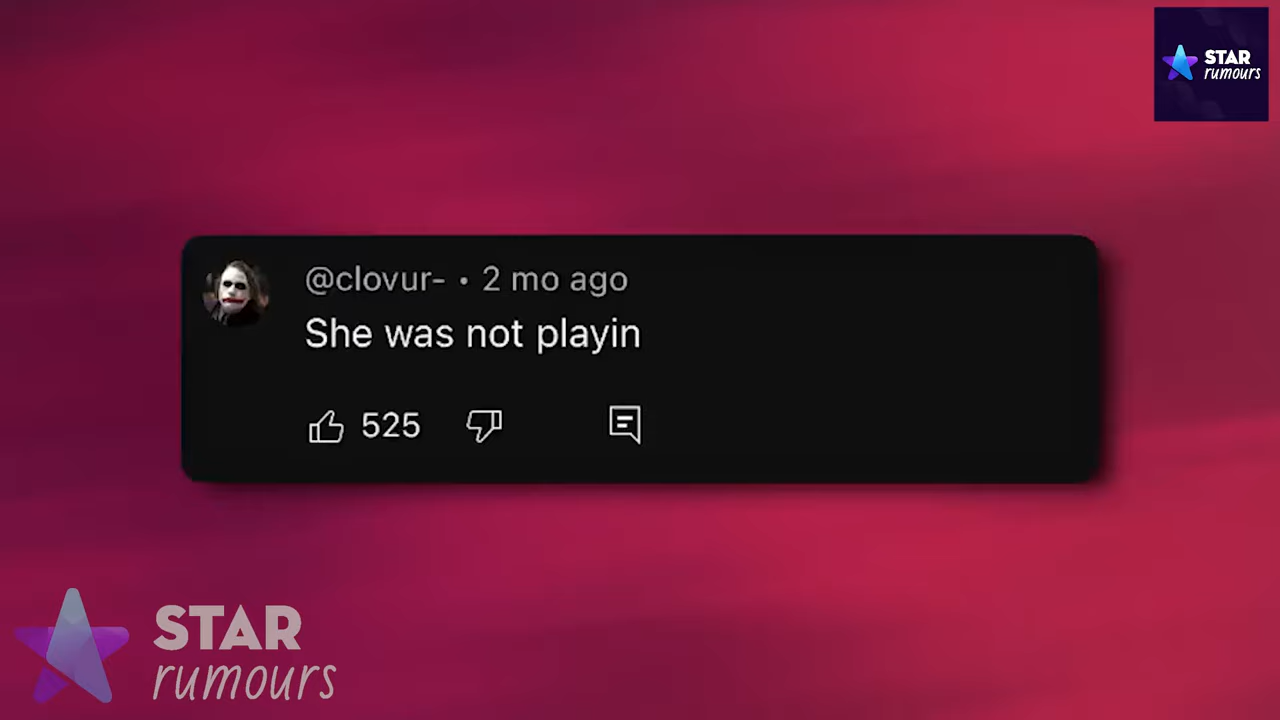 STAR
rumours
@clovur- • 2 mo ago
She was not playin
525
STAR
rumours